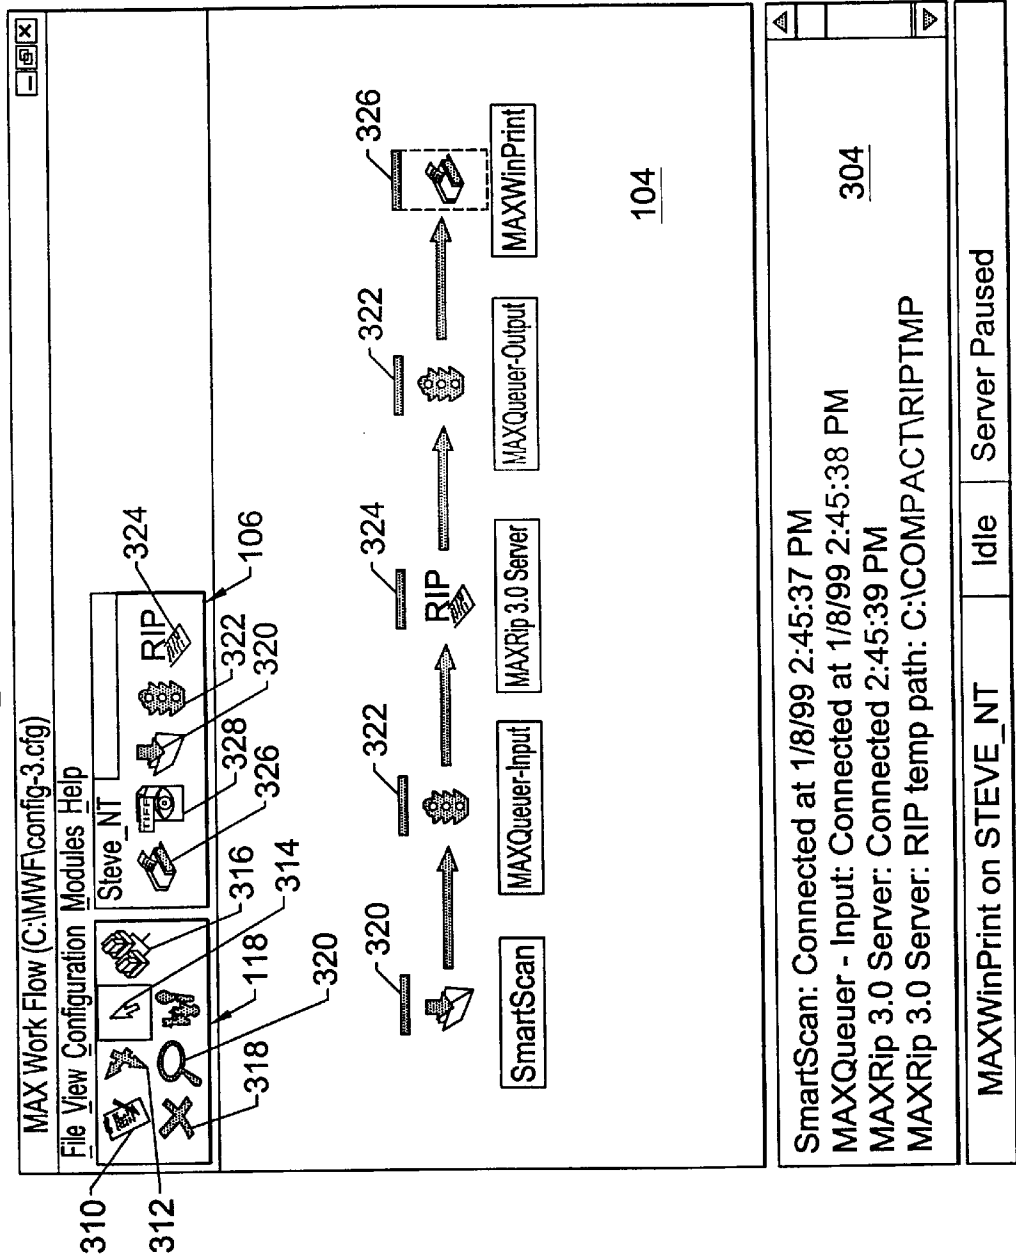 MAX Work Flow (C:\MWF\config-3.cfg)
File View Configuration Modules Help
310
312
318
320
118
314
316
Steve_NT
TIFF
RIP
326
328
320
322
324
106
320
322
324
322
326
RIP
SmartScan
MAXQueuer-Input
MAXRip 3.0 Server
MAXQueuer-Output
MAXWinPrint
104
SmartScan: Connected at 1/8/99 2:45:37 PM
MAXQueuer - Input: Connected at 1/8/99 2:45:38 PM
MAXRip 3.0 Server: Connected 2:45:39 PM
MAXRip 3.0 Server: RIP temp path: C:\COMPACT\RIPTMP
304
MAXWinPrint on STEVE_NT
Idle
Server Paused